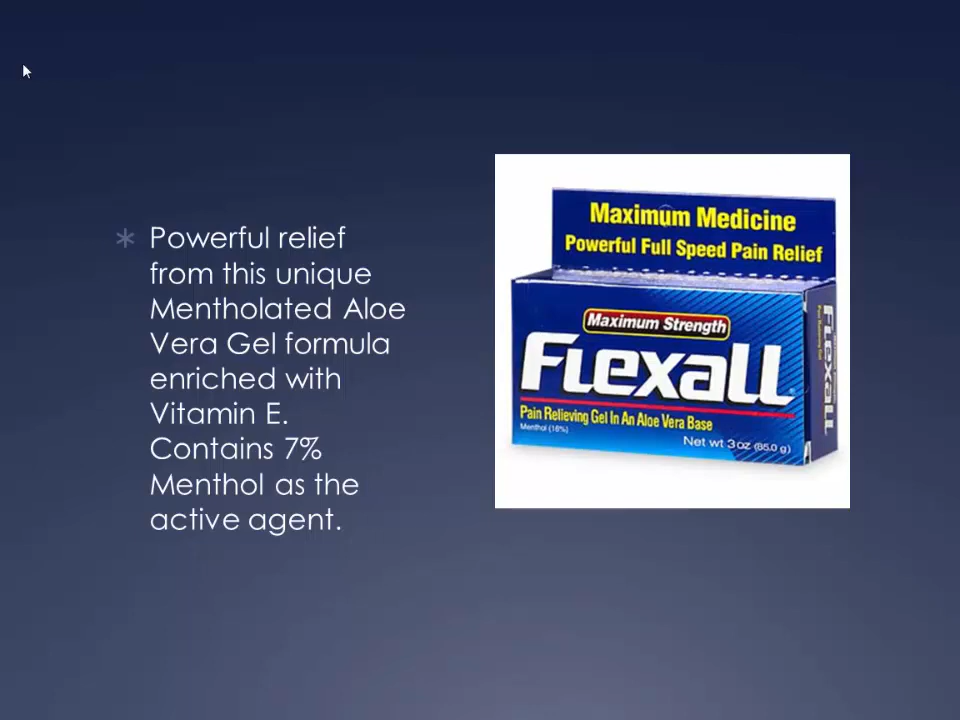 Powerful relief
from this unique
Mentholated Aloe
Vera Gel formula
enriched with
Vitamin E.
Contains 7%
Menthol as the
active agent.
Maximum Medicine
Powerful Full Speed Pain Relief
Maximum Strength
Flexall
Pain Relieving Gel In An Aloe Vera Base
Menthol (16%)
Net wt 3 oz (85.0 g)
Flexall